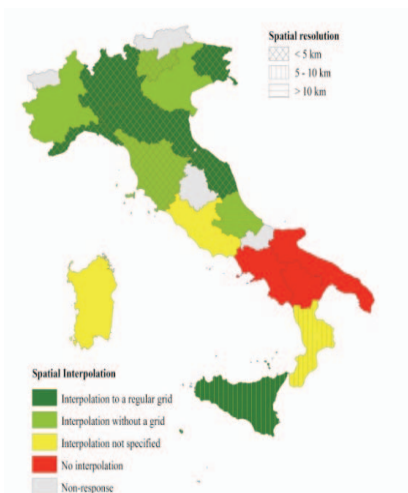 Spatial resolution
< 5 km
5 - 10 km
> 10 km
Spatial Interpolation
Interpolation to a regular grid
Interpolation without a grid
Interpolation not specified
No interpolation
Non-response